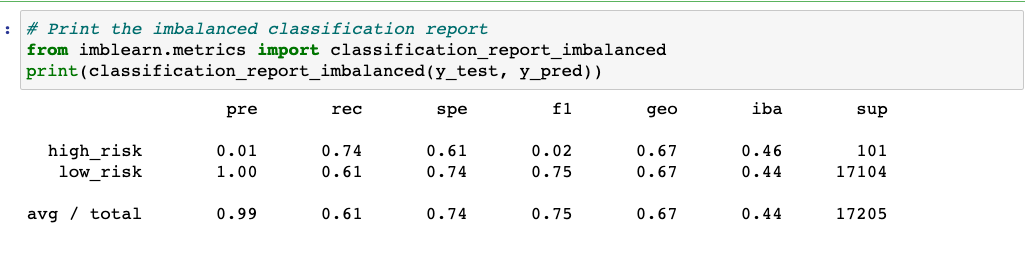 : # Print the imbalanced classification report
from imblearn.metrics import classification_report_imbalanced
print(classification_report_imbalanced(y_test, y_pred))
pre rec spe f1 geo iba sup
high_risk 0.01 0.74 0.61 0.02 0.67 0.46 101
low_risk 1.00 0.61 0.74 0.75 0.67 0.44 17104
avg / total 0.99 0.61 0.74 0.75 0.67 0.44 17205